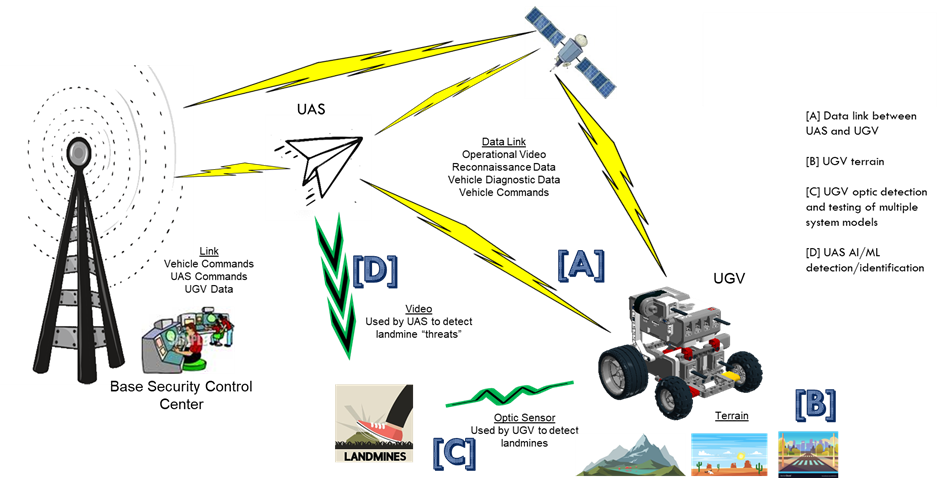 UAS
Data Link
Operational Video
Reconnaissance Data
Vehicle Diagnostic Data
Vehicle Commands
[A] Data link between
UAS and UGV
[B] UGV terrain
[C] UGV optic detection
and testing of multiple
system models
[D] UAS AI/ML
detection/identification
Link
Vehicle Commands
UAS Commands
UGV Data
[D]
[A]
UGV
Video
Used by UAS to detect
landmine “threats”
Base Security Control
Center
Optic Sensor
Used by UGV to detect
landmines
[C]
LANDMINES
Terrain
[B]